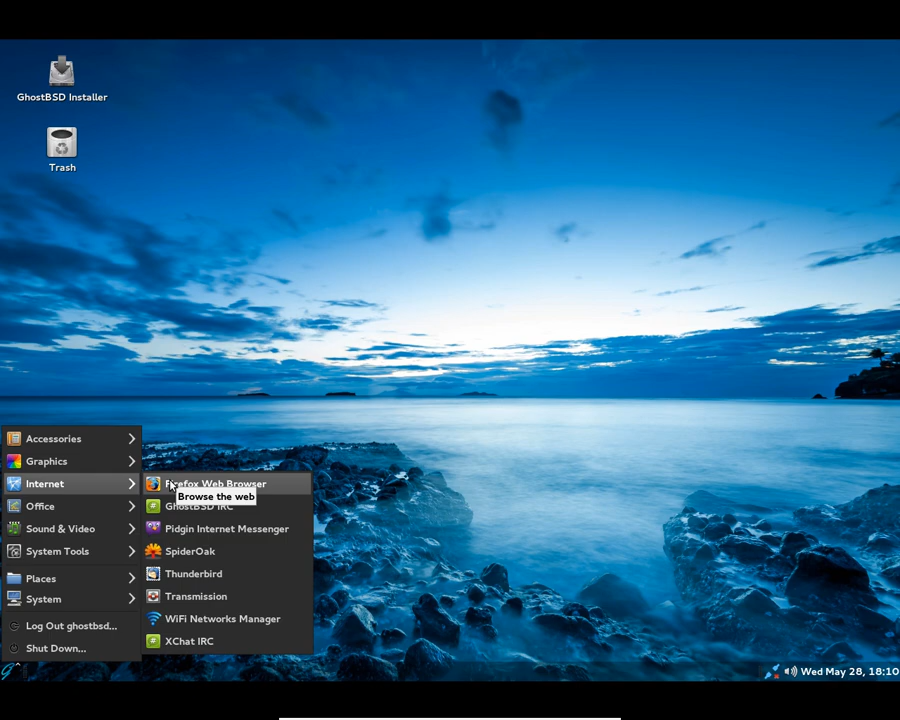 GhostBSD Installer
Trash
Accessories
Graphics
Internet
Office
Sound & Video
System Tools
Places
System
Log Out ghostbsd...
Shut Down...
Firefox Web Browser
Browse the web
GhostBSD IRC
Pidgin Internet Messenger
SpiderOak
Thunderbird
Transmission
WiFi Networks Manager
XChat IRC
Wed May 28, 18:10